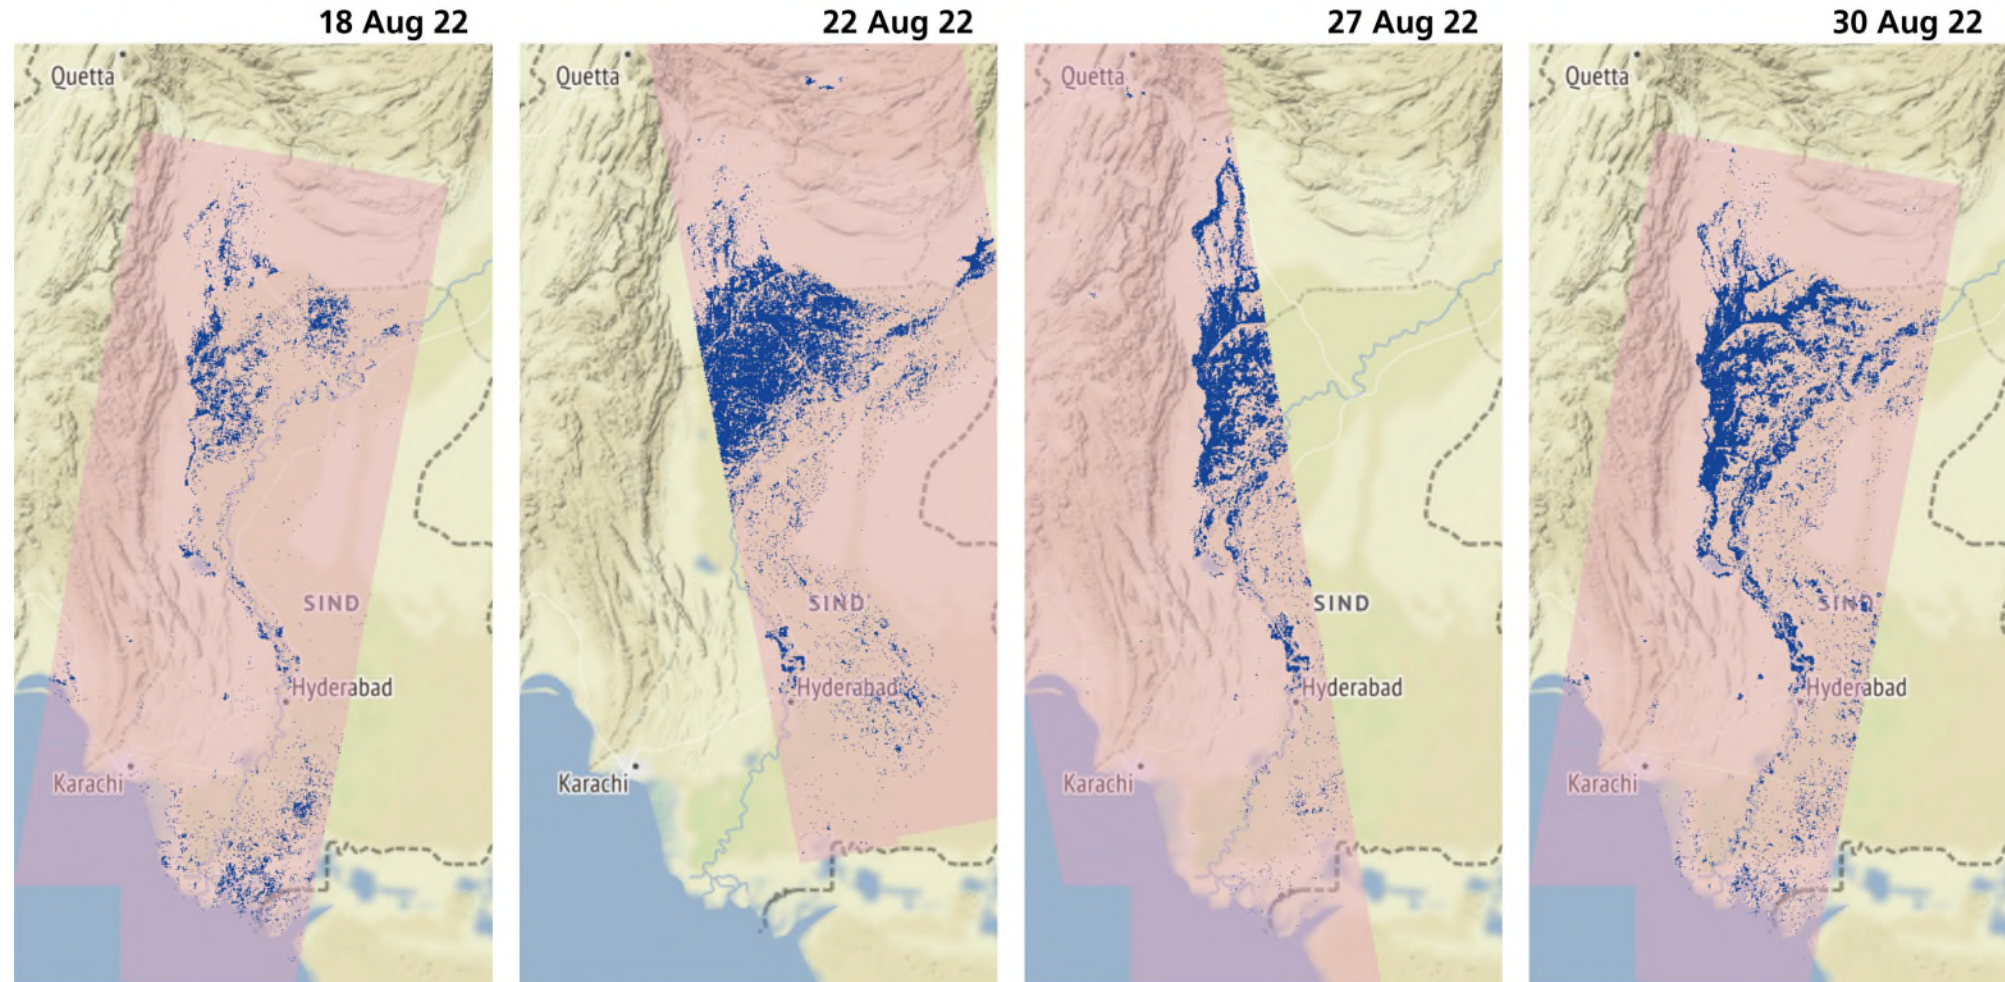 18 Aug 22
Quetta
SIND
Hyderabad
Karachi
22 Aug 22
Quetta
SIND
Hyderabad
Karachi
27 Aug 22
Quetta
SIND
Hyderabad
Karachi
30 Aug 22
Quetta
SIND
Hyderabad
Karachi